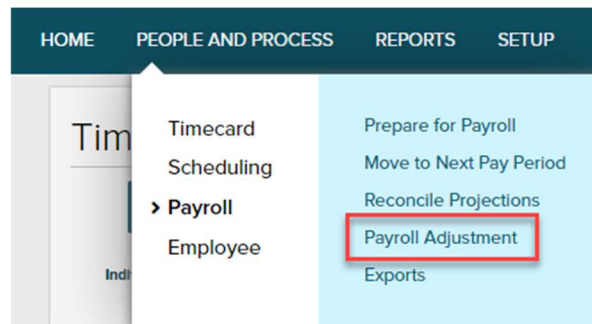 HOME PEOPLE AND PROCESS REPORTS SETUP
Tim
Timecard
Scheduling
Payroll
Employee
Indi
Prepare for Payroll
Move to Next Pay Period
Reconcile Projections
Payroll Adjustment
Exports